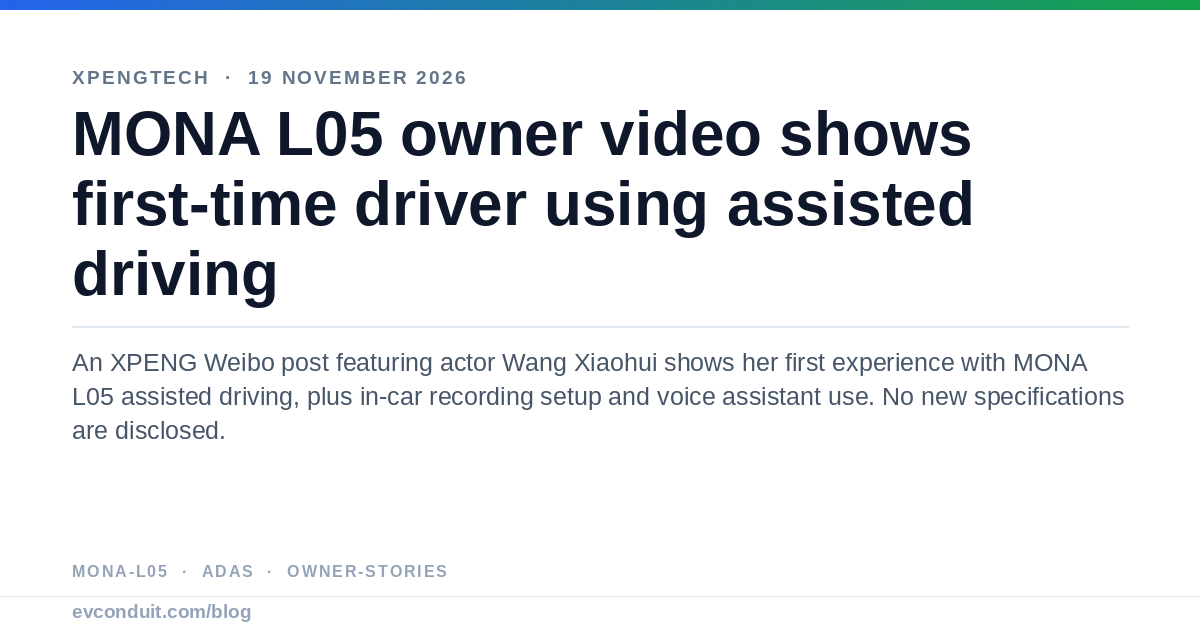 XPENGTECH · 19 NOVEMBER 2026
MONA L05 owner video shows
first-time driver using assisted
driving
An XPENG Weibo post featuring actor Wang Xiaohui shows her first experience with MONA
L05 assisted driving, plus in-car recording setup and voice assistant use. No new specifications
are disclosed.
MONA-L05 · ADAS · OWNER-STORIES
evconduit.com/blog